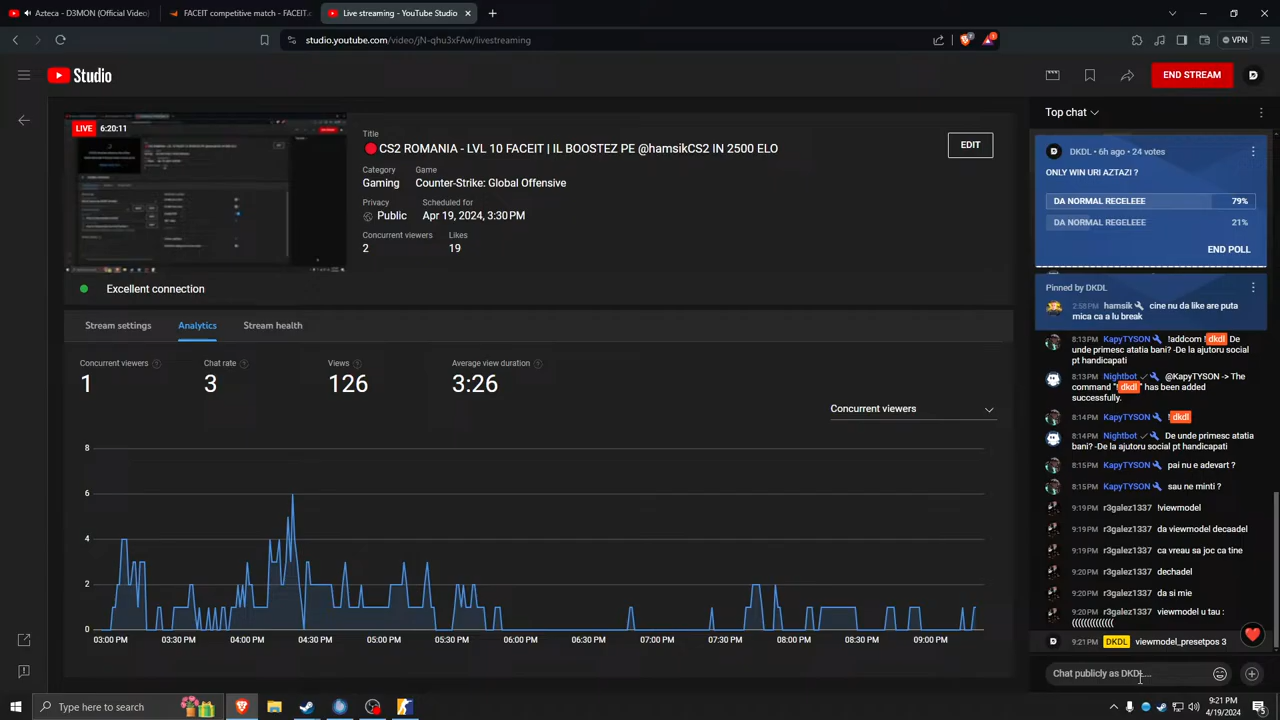 Azteca - D3MON (Official Video)
FACEIT competitive match - FACEIT.c
Live streaming - YouTube Studio
studio.youtube.com/video/jN-qhu3xFAw/livestreaming
VPN
Studio
END STREAM
LIVE 6:20:11
Title
CS2 ROMANIA - LVL 10 FACEIT | IL BOOSTEZ PE @hamsikCS2 IN 2500 ELO
EDIT
Category
Game
Gaming
Counter-Strike: Global Offensive
Privacy
Scheduled for
Public
Apr 19, 2024, 3:30 PM
Concurrent viewers
Likes
2
19
Excellent connection
Stream settings
Analytics
Stream health
Concurrent viewers
Chat rate
Views
Average view duration
1
3
126
3:26
Concurrent viewers
8
6
4
2
0
03:00 PM
03:30 PM
04:00 PM
04:30 PM
05:00 PM
05:30 PM
06:00 PM
06:30 PM
07:00 PM
07:30 PM
08:00 PM
08:30 PM
09:00 PM
Top chat
DKDL • 6h ago • 24 votes
ONLY WIN URI AZTAZI ?
DA NORMAL RECELEEE 79%
DA NORMAL REGELEEE 21%
END POLL
Pinned by DKDL
2:58PM hamsik cine nu da like are puta
mica ca a lu break
8:13PM KapyTYSON !addcom !dkdl De
unde primesc atatia bani? -De la ajutoru social
pt handicapati
8:13PM Nightbot @KapyTYSON -> The
command "!dkdl" has been added
successfully.
8:14PM KapyTYSON !dkdl
8:14PM Nightbot De unde primesc atatia
bani? -De la ajutoru social pt handicapati
8:15PM KapyTYSON pai nu e adevart ?
8:15PM KapyTYSON sau ne minti ?
9:19PM r3galez1337 !viewmodel
9:19PM r3galez1337 da viewmodel decaadel
9:19PM r3galez1337 ca vreau sa joc ca tine
9:20PM r3galez1337 dechadel
9:20PM r3galez1337 da si mie
9:20PM r3galez1337 viewmodel u tau :
((((((((((((((
9:21PM DKDL viewmodel_presetpos 3
Chat publicly as DKDL...
Type here to search
9:21 PM
4/19/2024